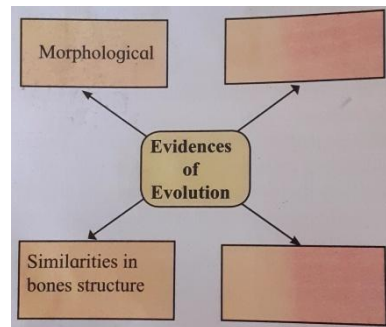 Morphological
Evidences
of
Evolution
Similarities in
bones structure